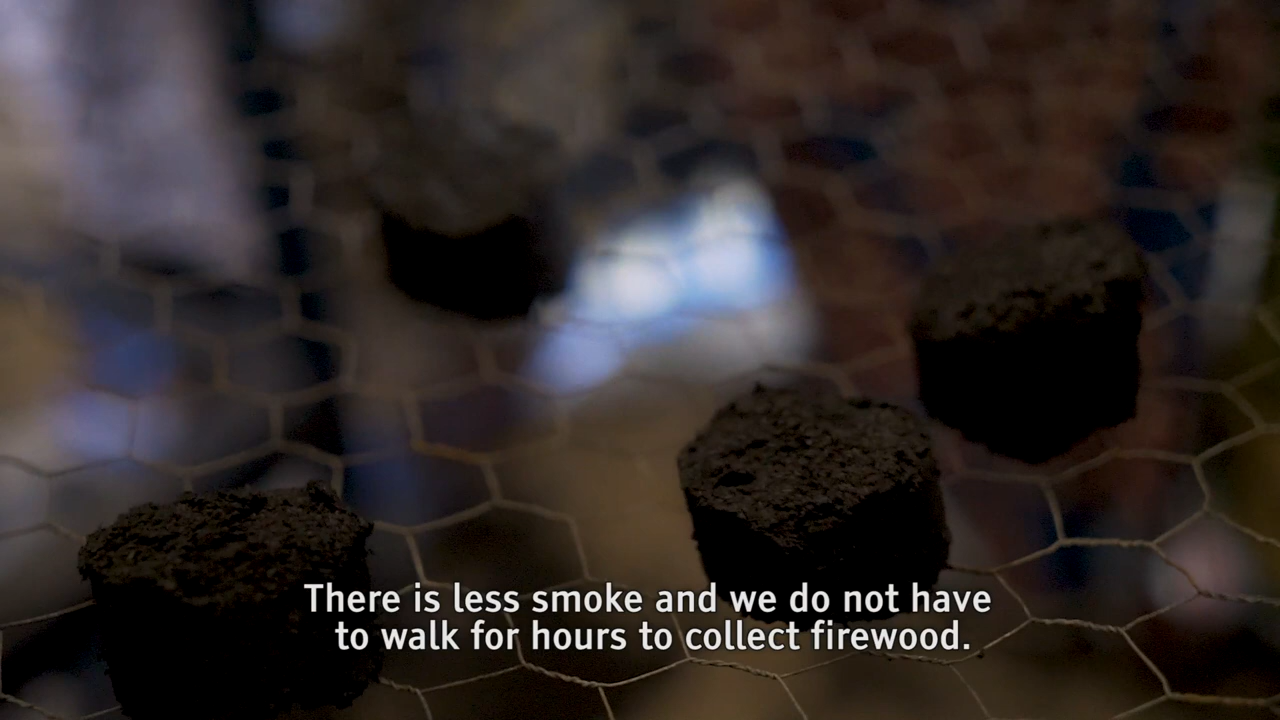 There is less smoke and we do not have
to walk for hours to collect firewood.